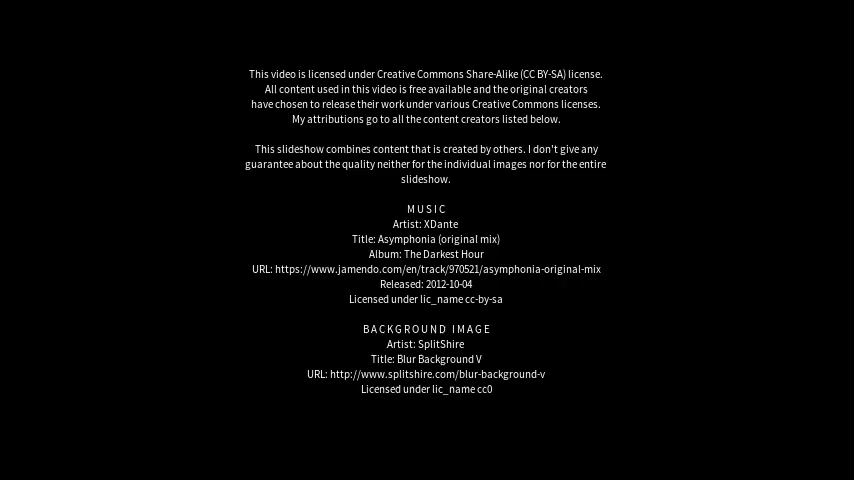 This video is licensed under Creative Commons Share-Alike (CC BY-SA) license.
All content used in this video is free available and the original creators
have chosen to release their work under various Creative Commons licenses.
My attributions go to all the content creators listed below.
This slideshow combines content that is created by others. I don't give any
guarantee about the quality neither for the individual images nor for the entire
slideshow.
MUSIC
Artist: XDante
Title: Asymphonia (original mix)
Album: The Darkest Hour
URL: https://www.jamendo.com/en/track/970521/asymphonia-original-mix
Released: 2012-10-04
Licensed under lic_name cc-by-sa
BACKGROUND IMAGE
Artist: SplitShire
Title: Blur Background V
URL: http://www.splitshire.com/blur-background-v
Licensed under lic_name cc0